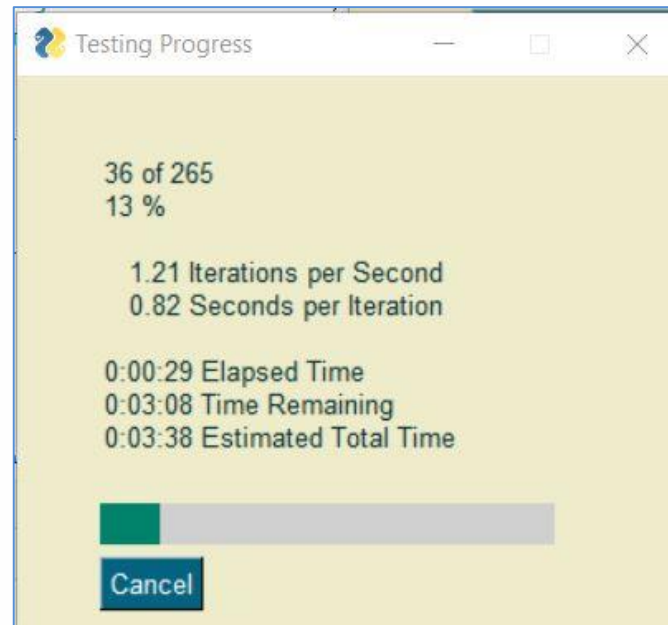 Testing Progress
36 of 265
13 %
1.21 Iterations per Second
0.82 Seconds per Iteration
0:00:29 Elapsed Time
0:03:08 Time Remaining
0:03:38 Estimated Total Time
Cancel